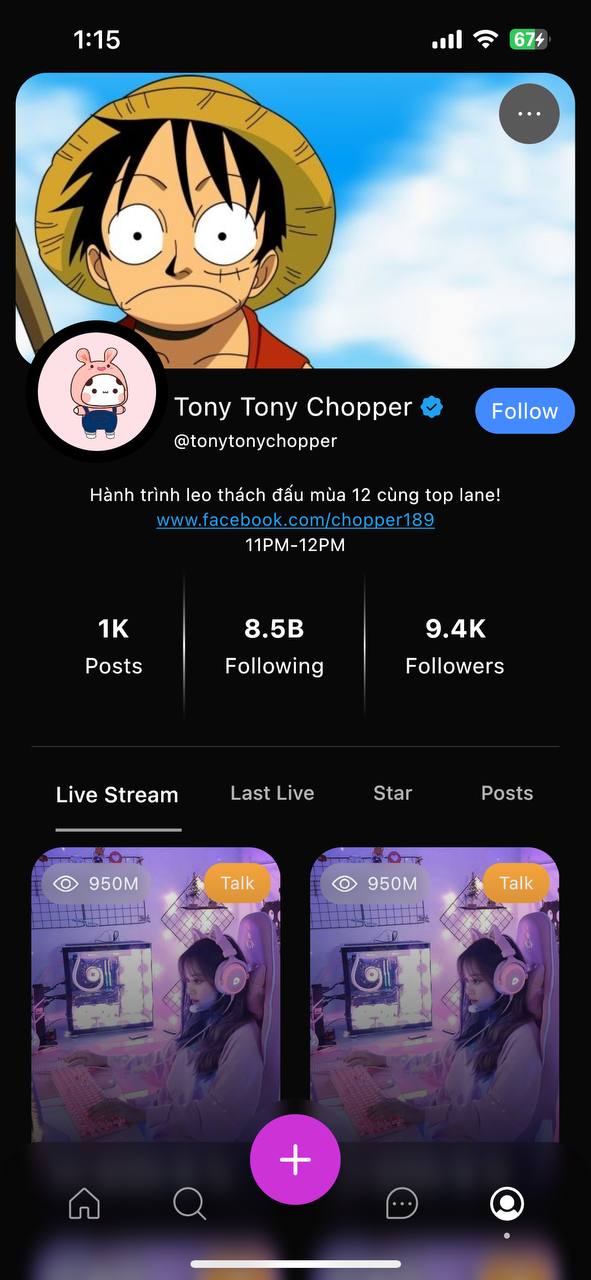 1:15
67
Tony Tony Chopper
Follow
@tonytonychopper
Hành trình leo thách đấu mùa 12 cùng top lane!
www.facebook.com/chopper189
11PM-12PM
1K
8.5B
9.4K
Posts
Following
Followers
Live Stream
Last Live
Star
Posts
950M
Talk
950M
Talk